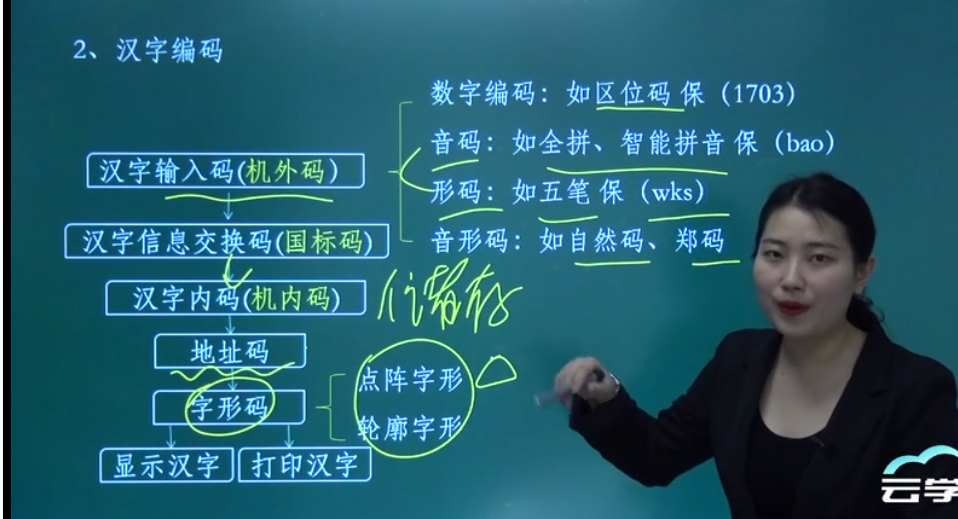 2、汉字编码
数字编码：如区位码 保（1703）
音码：如全拼、智能拼音 保（bao）
汉字输入码(机外码)
形码：如五笔 保（wks）
汉字信息交换码(国标码)
音形码：如自然码、郑码
汉字内码(机内码)
地址码
点阵字形
字形码
轮廓字形
显示汉字 打印汉字
云学